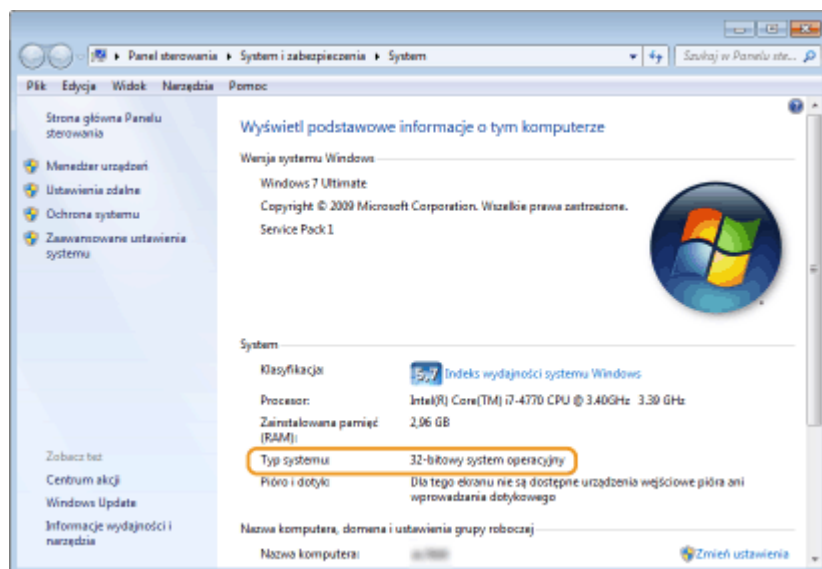 Panel sterowania ▸ System i zabezpieczenia ▸ System
Szukaj w Panelu ste...
Plik Edycja Widok Narzędzia Pomoc
Strona główna Panelu
sterowania
Menedżer urządzeń
Ustawienia zdalne
Ochrona systemu
Zaawansowane ustawienia
systemu
Zobacz też
Centrum akcji
Windows Update
Informacje wydajności i
narzędzia
Wyświetl podstawowe informacje o tym komputerze
Wersja systemu Windows
Windows 7 Ultimate
Copyright © 2009 Microsoft Corporation. Wszelkie prawa zastrzeżone.
Service Pack 1
System
Klasyfikacja: 5,7 Indeks wydajności systemu Windows
Procesor: Intel(R) Core(TM) i7-4770 CPU @ 3.40GHz 3.39 GHz
Zainstalowana pamięć 2,96 GB
(RAM):
Typ systemu: 32-bitowy system operacyjny
Pióro i dotyk: Dla tego ekranu nie są dostępne urządzenia wejściowe pióra ani
wprowadzania dotykowego
Nazwa komputera, domena i ustawienia grupy roboczej
Nazwa komputera: Zmień ustawienia